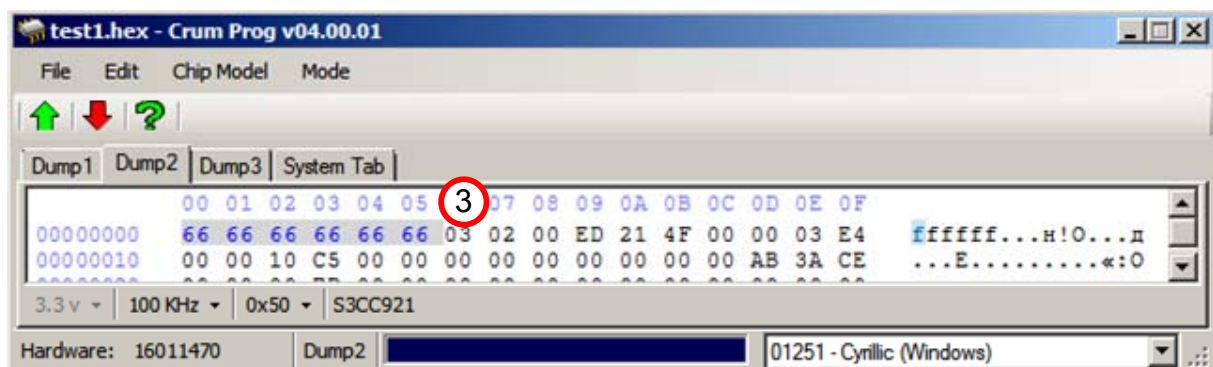 test1.hex - Crum Prog v04.00.01
File Edit Chip Model Mode
Dump1 Dump2 Dump3 System Tab
00 01 02 03 04 05 3 07 08 09 0A 0B 0C 0D 0E 0F
00000000 66 66 66 66 66 66 03 02 00 ED 21 4F 00 00 03 E4 ffffff...н!О...д
00000010 00 00 10 C5 00 00 00 00 00 00 00 00 00 AB 3A CE ...Е.........«:О
3.3 v 100 KHz 0x50 S3CC921
Hardware: 16011470 Dump2 01251 - Cyrillic (Windows)